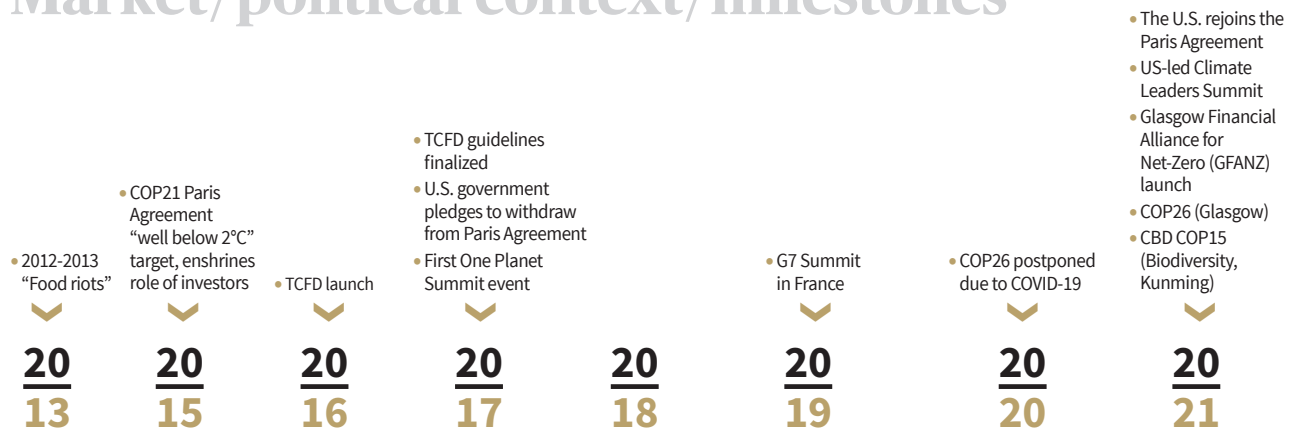 Market/political context/milestones
• 2012-2013
“Food riots”
20
13
• COP21 Paris
Agreement
“well below 2°C”
target, enshrines
role of investors
20
15
• TCFD launch
20
16
• TCFD guidelines
finalized
• U.S. government
pledges to withdraw
from Paris Agreement
• First One Planet
Summit event
20
17
20
18
• G7 Summit
in France
20
19
• COP26 postponed
due to COVID-19
20
20
• The U.S. rejoins the
Paris Agreement
• US-led Climate
Leaders Summit
• Glasgow Financial
Alliance for
Net-Zero (GFANZ)
launch
• COP26 (Glasgow)
• CBD COP15
(Biodiversity,
Kunming)
20
21